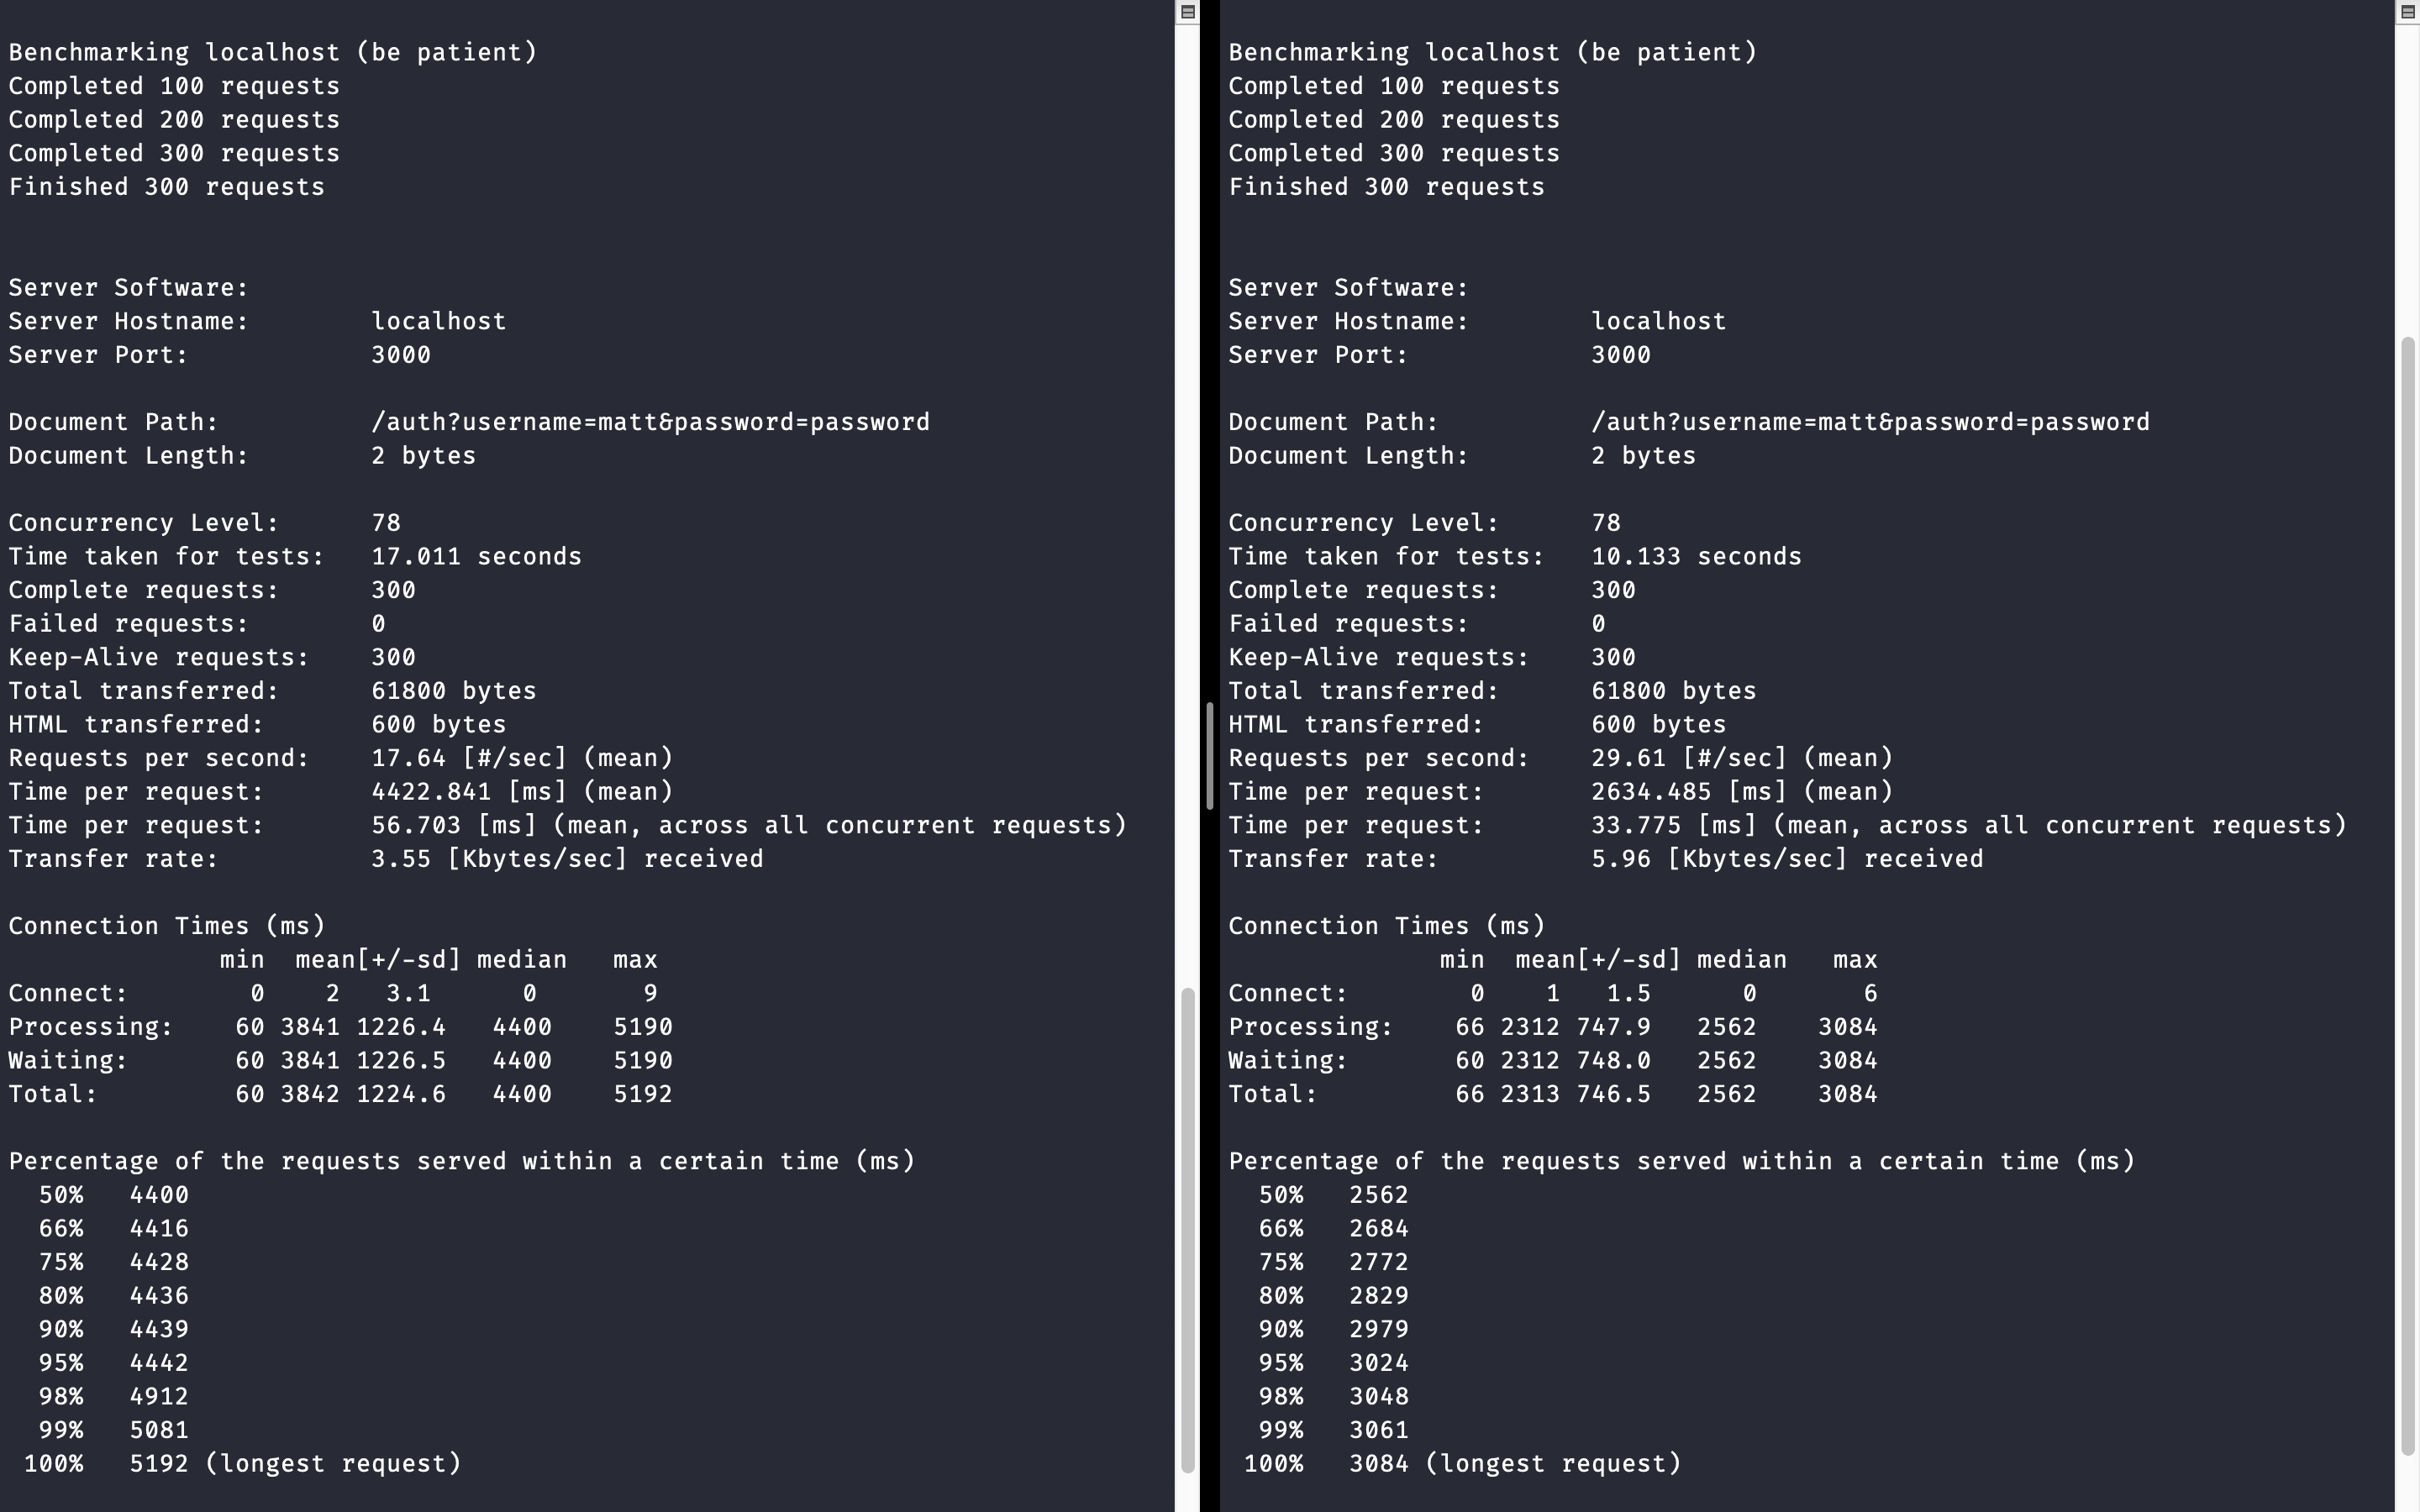 Benchmarking localhost (be patient)
Completed 100 requests
Completed 200 requests
Completed 300 requests
Finished 300 requests
Server Software:
Server Hostname:        localhost
Server Port:            3000
Document Path:          /auth?username=matt&password=password
Document Length:        2 bytes
Concurrency Level:      78
Time taken for tests:   17.011 seconds
Complete requests:      300
Failed requests:        0
Keep-Alive requests:    300
Total transferred:      61800 bytes
HTML transferred:       600 bytes
Requests per second:    17.64 [#/sec] (mean)
Time per request:       4422.841 [ms] (mean)
Time per request:       56.703 [ms] (mean, across all concurrent requests)
Transfer rate:          3.55 [Kbytes/sec] received
Connection Times (ms)
              min  mean[+/-sd] median   max
Connect:        0    2   3.1      0       9
Processing:    60 3841 1226.4   4400    5190
Waiting:       60 3841 1226.5   4400    5190
Total:         60 3842 1224.6   4400    5192
Percentage of the requests served within a certain time (ms)
  50%   4400
  66%   4416
  75%   4428
  80%   4436
  90%   4439
  95%   4442
  98%   4912
  99%   5081
 100%   5192 (longest request)
Benchmarking localhost (be patient)
Completed 100 requests
Completed 200 requests
Completed 300 requests
Finished 300 requests
Server Software:
Server Hostname:        localhost
Server Port:            3000
Document Path:          /auth?username=matt&password=password
Document Length:        2 bytes
Concurrency Level:      78
Time taken for tests:   10.133 seconds
Complete requests:      300
Failed requests:        0
Keep-Alive requests:    300
Total transferred:      61800 bytes
HTML transferred:       600 bytes
Requests per second:    29.61 [#/sec] (mean)
Time per request:       2634.485 [ms] (mean)
Time per request:       33.775 [ms] (mean, across all concurrent requests)
Transfer rate:          5.96 [Kbytes/sec] received
Connection Times (ms)
              min  mean[+/-sd] median   max
Connect:        0    1   1.5      0       6
Processing:    66 2312 747.9   2562    3084
Waiting:       60 2312 748.0   2562    3084
Total:         66 2313 746.5   2562    3084
Percentage of the requests served within a certain time (ms)
  50%   2562
  66%   2684
  75%   2772
  80%   2829
  90%   2979
  95%   3024
  98%   3048
  99%   3061
 100%   3084 (longest request)